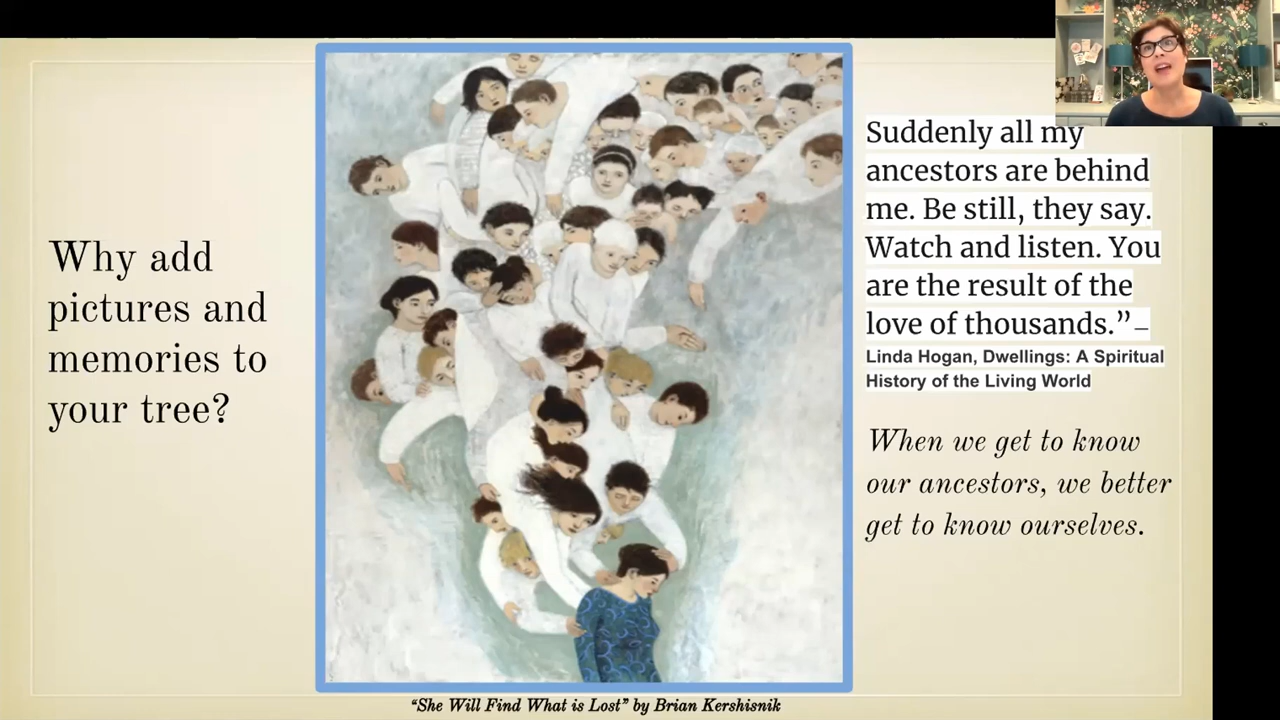 Why add
pictures and
memories to
your tree?
Suddenly all my
ancestors are behind
me. Be still, they say.
Watch and listen. You
are the result of the
love of thousands.” –
Linda Hogan, Dwellings: A Spiritual
History of the Living World
When we get to know
our ancestors, we better
get to know ourselves.
“She Will Find What is Lost” by Brian Kershisnik